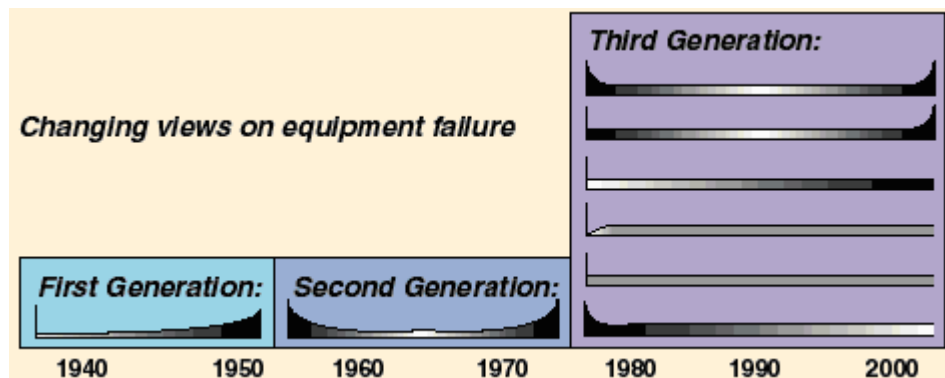 Third Generation:
Changing views on equipment failure
First Generation:
Second Generation:
1940
1950
1960
1970
1980
1990
2000